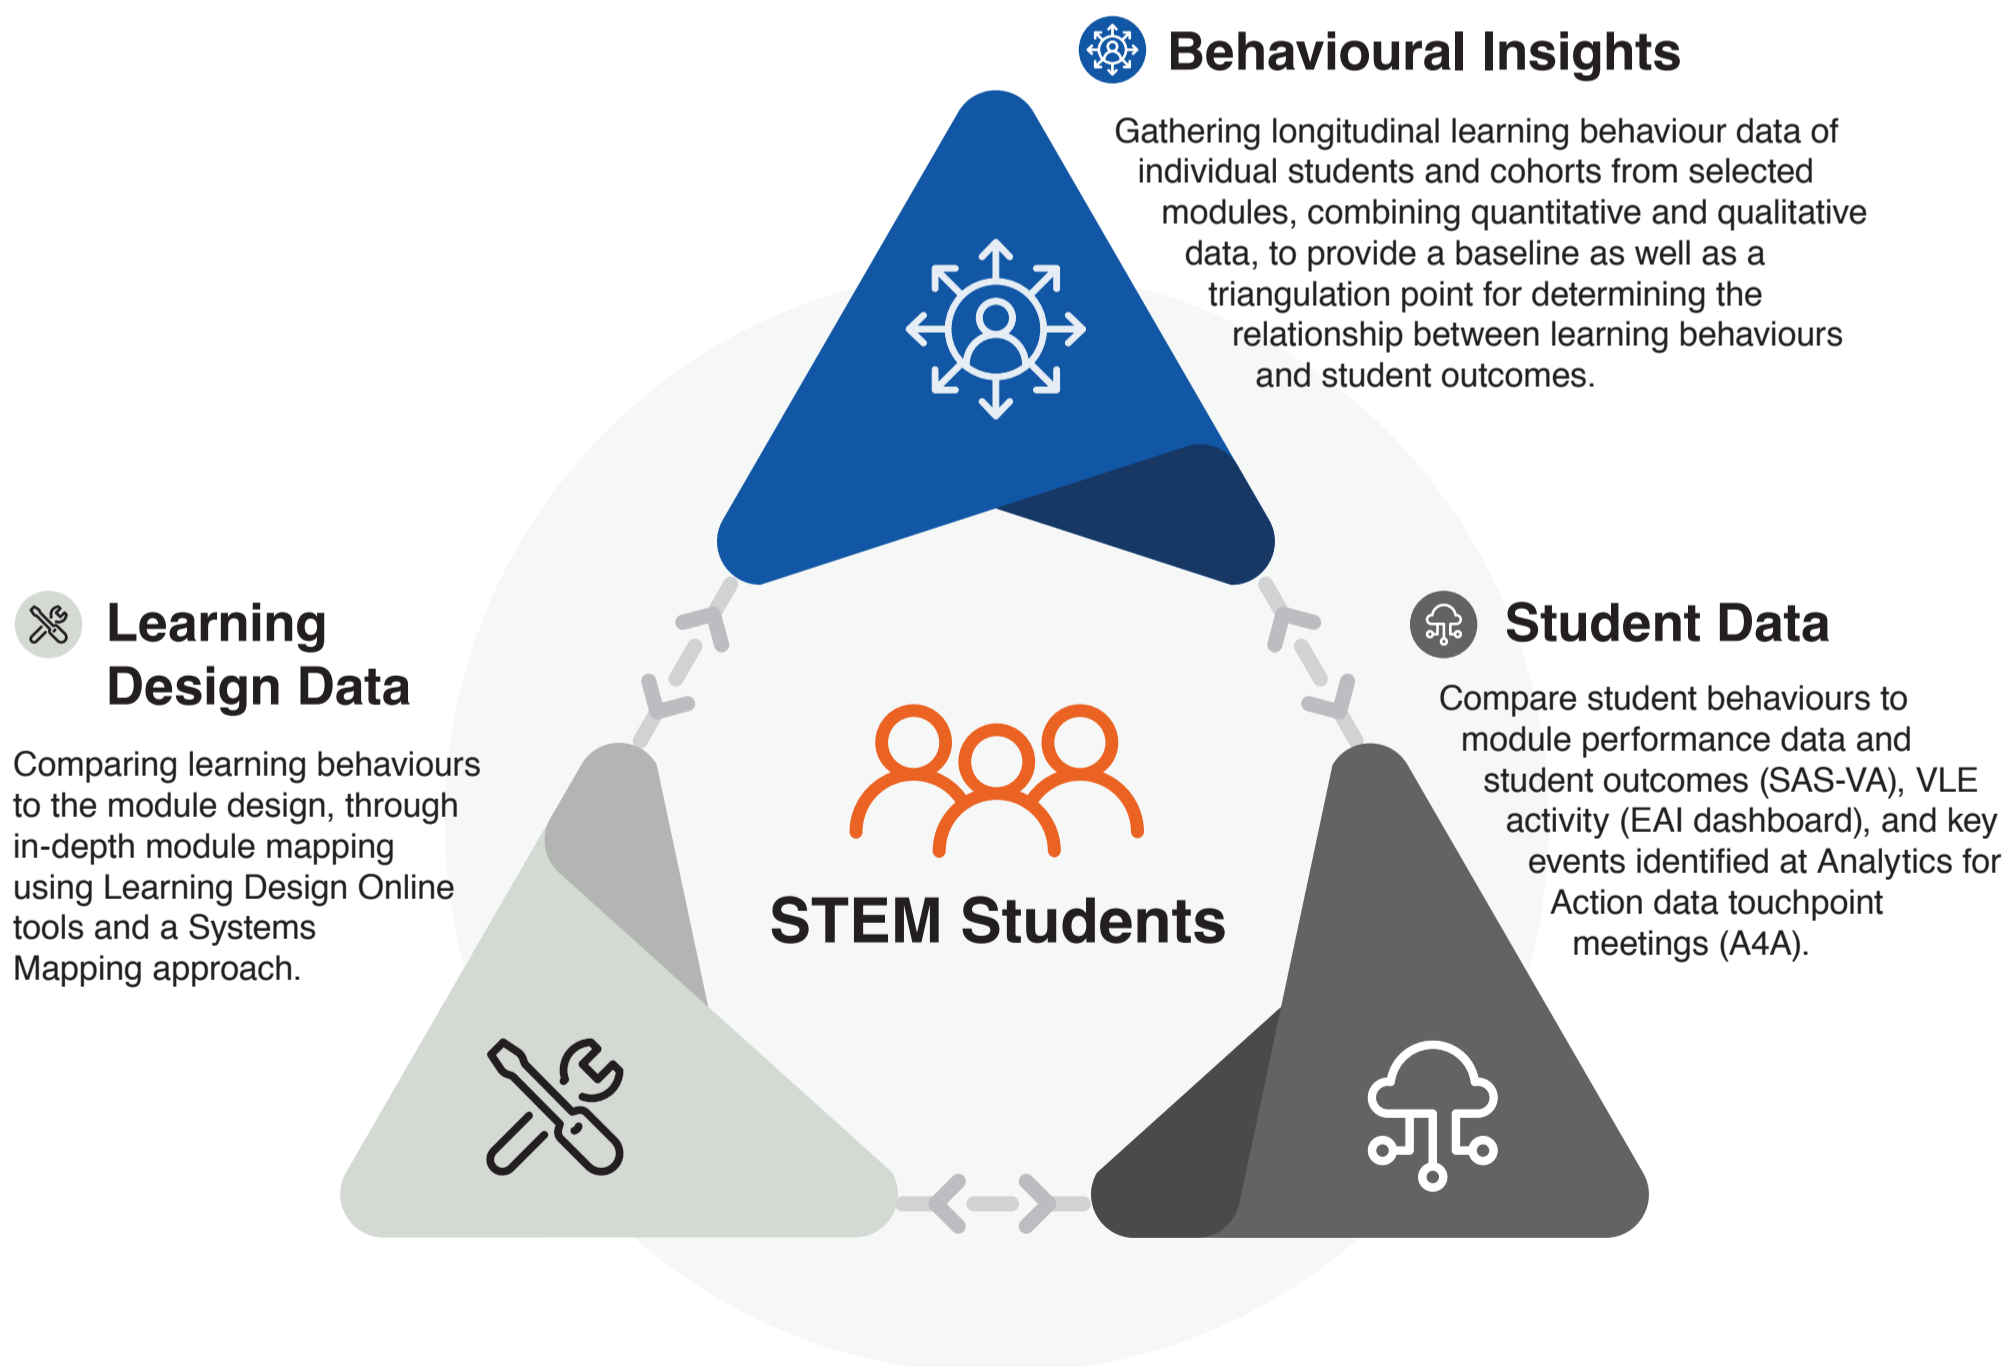 Behavioural Insights
Gathering longitudinal learning behaviour data of
individual students and cohorts from selected
modules, combining quantitative and qualitative
data, to provide a baseline as well as a
triangulation point for determining the
relationship between learning behaviours
and student outcomes.
Learning
Design Data
Comparing learning behaviours
to the module design, through
in-depth module mapping
using Learning Design Online
tools and a Systems
Mapping approach.
STEM Students
Student Data
Compare student behaviours to
module performance data and
student outcomes (SAS-VA), VLE
activity (EAI dashboard), and key
events identified at Analytics for
Action data touchpoint
meetings (A4A).